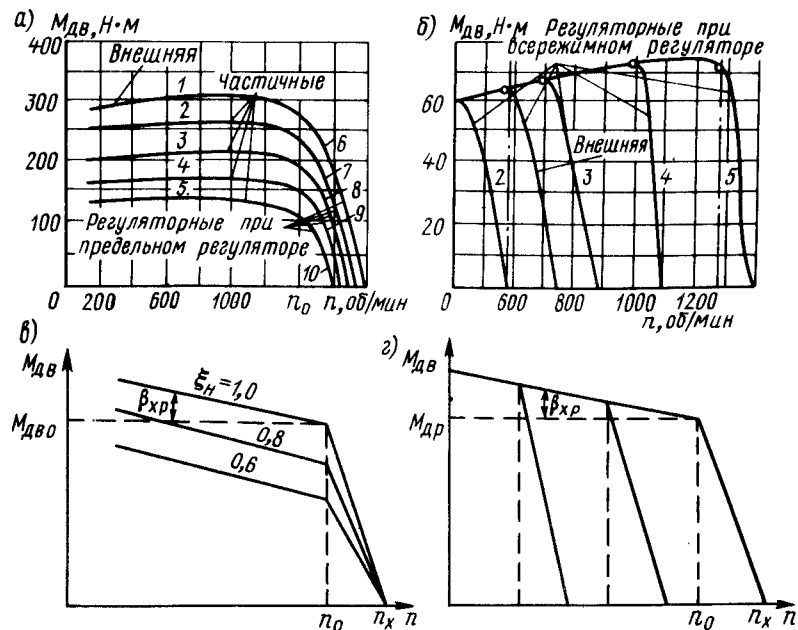 а) Mдв, Н·м
400
300
200
100
0
Внешняя
Частичные
1
2
3
4
5
6
7
8
9
10
Регуляторные при
предельном регуляторе
200
600
1000
n₀
n, об/мин
б) Mдв, Н·м
Регуляторные при
всережимном регуляторе
60
40
20
0
Внешняя
2
3
4
5
600
800
1000
1200
n, об/мин
в)
Mдв
Mдво
ξн=1,0
βхр
0,8
0,6
n₀
nх
n
г)
Mдв
Mдр
βхр
n₀
nх
n